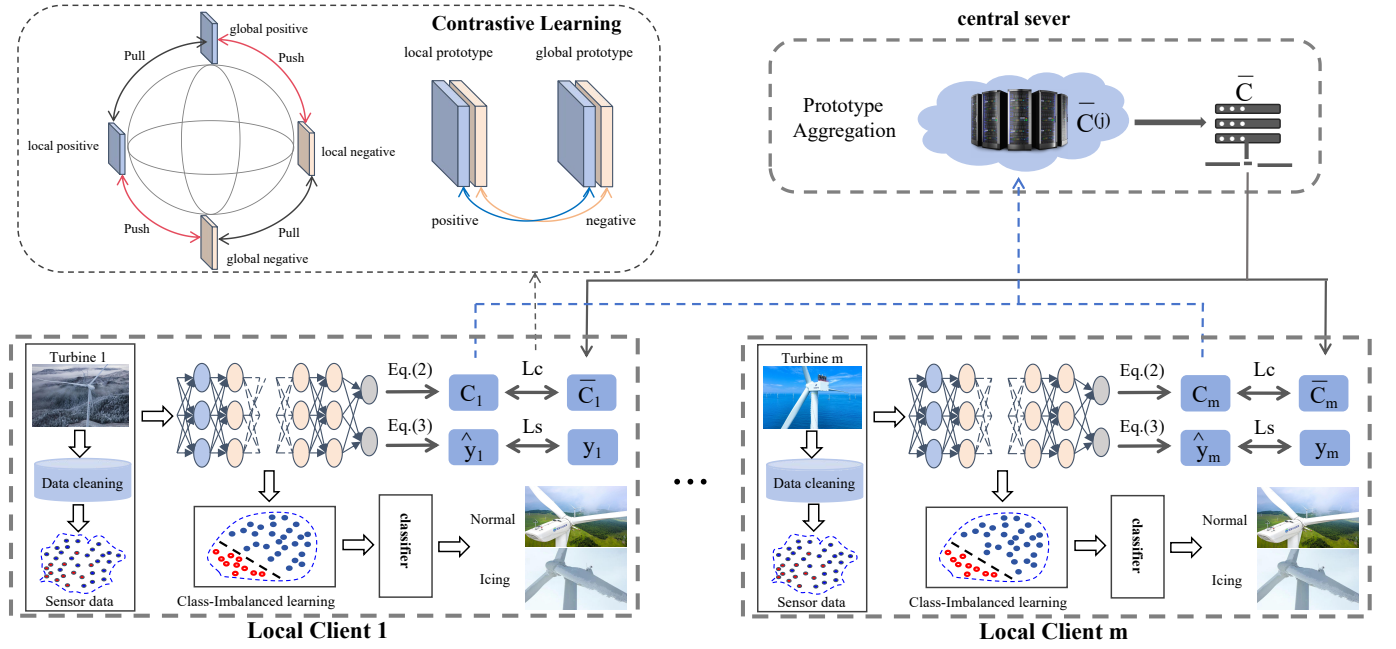 Contrastive Learning
global positive
Pull
Push
local positive
local negative
Push
Pull
global negative
local prototype
global prototype
positive
negative
central sever
Prototype
Aggregation
C̅(j)
C̅
Turbine 1
Data cleaning
Sensor data
Eq.(2)
C₁
Lc
C̅₁
Eq.(3)
ŷ₁
Ls
y₁
Class-Imbalanced learning
classifier
Normal
Icing
Local Client 1
...
Turbine m
Data cleaning
Sensor data
Eq.(2)
Cₘ
Lc
C̅ₘ
Eq.(3)
ŷₘ
Ls
yₘ
Class-Imbalanced learning
classifier
Normal
Icing
Local Client m